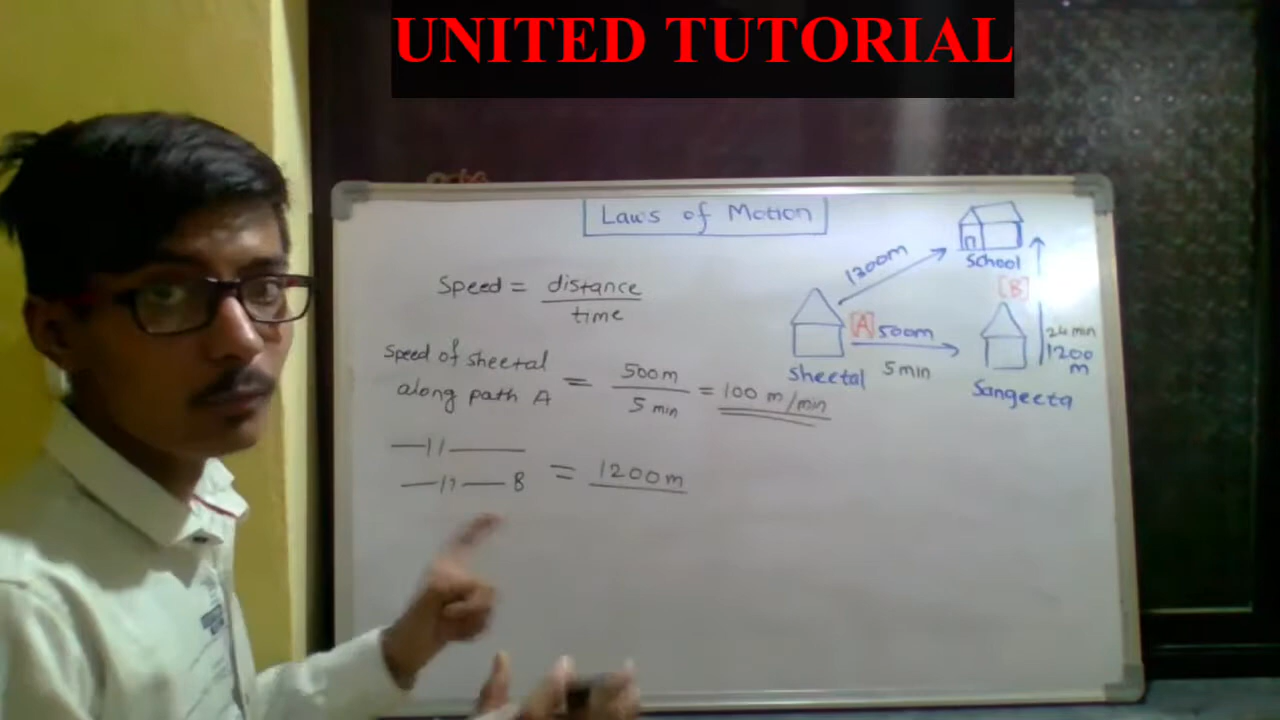 UNITED TUTORIAL
Laws of Motion
Speed = distance
time
Speed of sheetal
along path A = 500m
5 min
= 100 m/min
—11———
—11— B = 1200m
1300m
School
A 500m
5 min
Sheetal
B
24 min
1200
m
Sangeeta